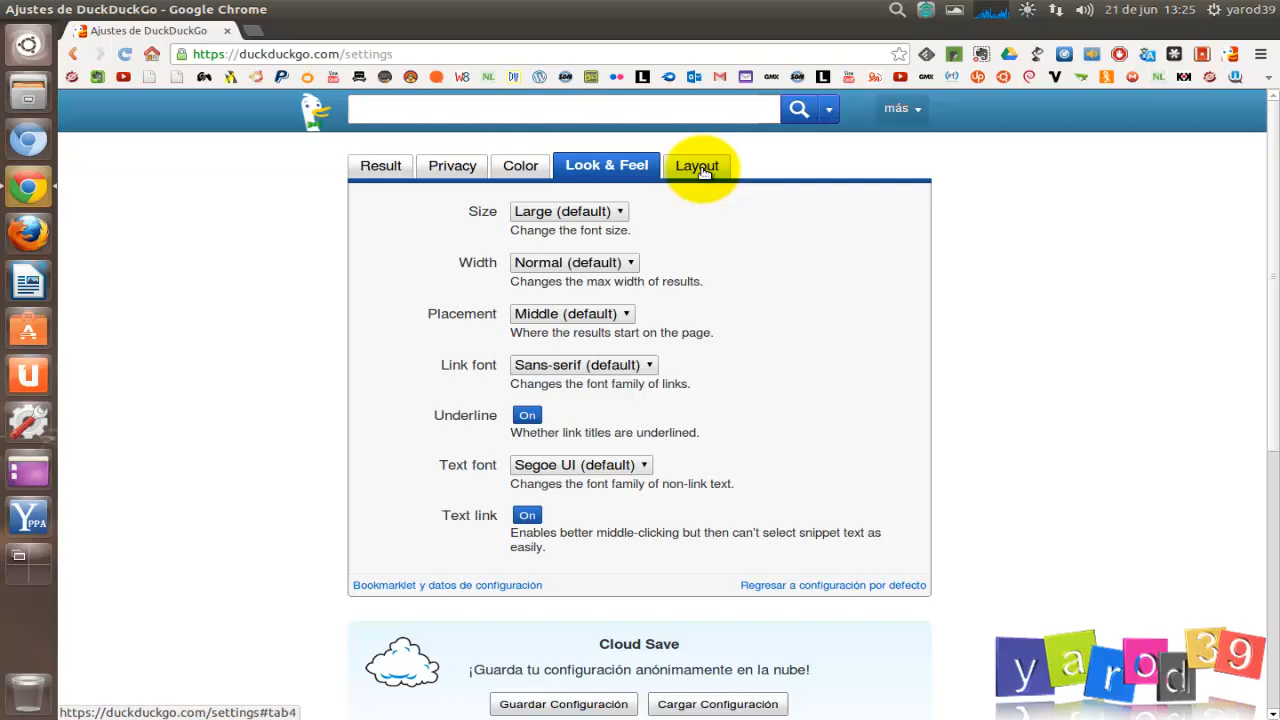 Ajustes de DuckDuckGo - Google Chrome
21 de jun 13:25
yarod39
Ajustes de DuckDuckGo
https://duckduckgo.com/settings
más
Result
Privacy
Color
Look & Feel
Layout
Size
Large (default)
Change the font size.
Width
Normal (default)
Changes the max width of results.
Placement
Middle (default)
Where the results start on the page.
Link font
Sans-serif (default)
Changes the font family of links.
Underline
On
Whether link titles are underlined.
Text font
Segoe UI (default)
Changes the font family of non-link text.
Text link
On
Enables better middle-clicking but then can't select snippet text as
easily.
Bookmarklet y datos de configuración
Regresar a configuración por defecto
Cloud Save
¡Guarda tu configuración anónimamente en la nube!
Guardar Configuración
Cargar Configuración
YPPA
yarod39
https://duckduckgo.com/settings#tab4